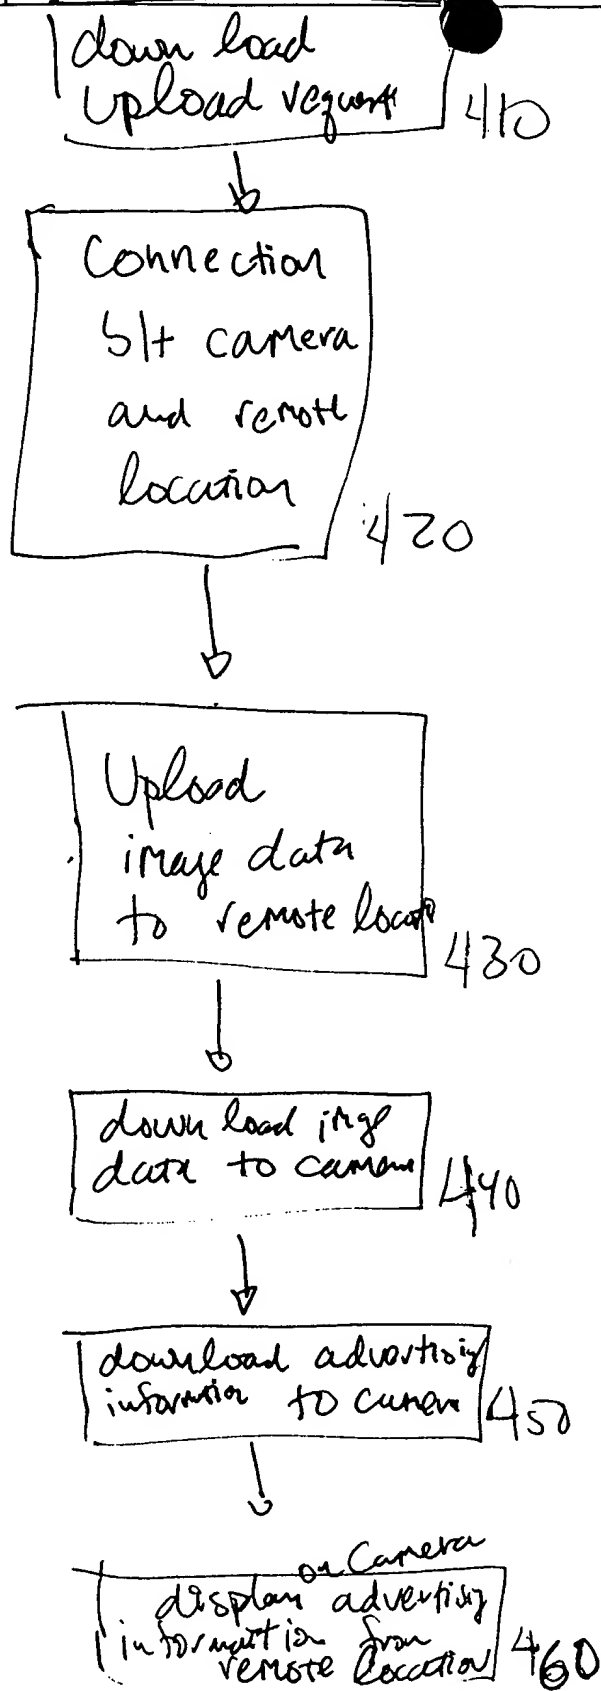 down load
upload request
410
Connection
b/t camera
and remote
location
420
Upload
image data
to remote locati
430
down load image
data to camera
440
download advertising
information to camera
450
on Camera
display advertising
information from
remote location
460